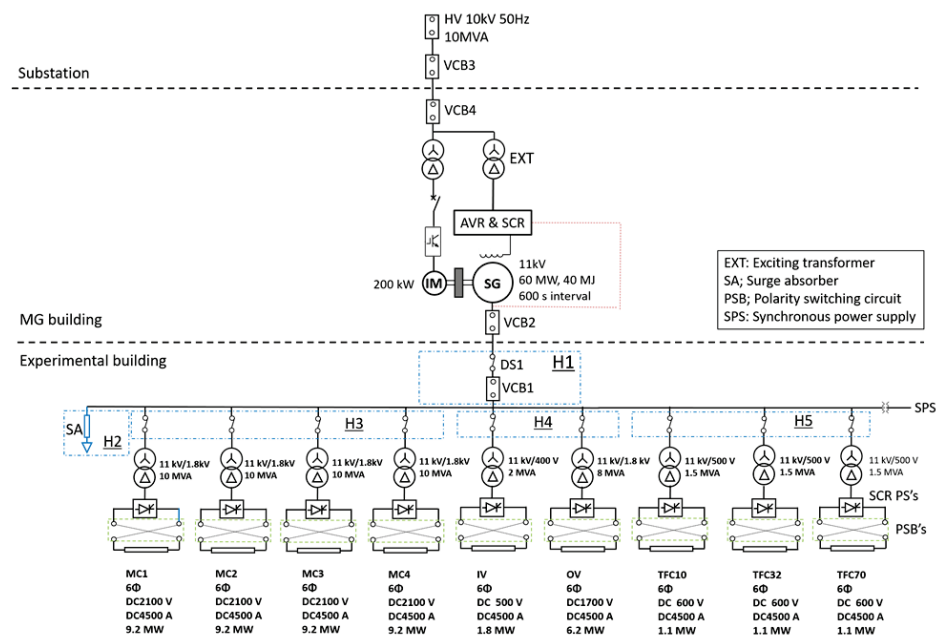 HV 10kV 50Hz
10MVA
VCB3
Substation
VCB4
EXT
AVR & SCR
11kV
60 MW, 40 MJ
600 s interval
200 kW
IM
SG
EXT: Exciting transformer
SA; Surge absorber
PSB; Polarity switching circuit
SPS: Synchronous power supply
VCB2
MG building
Experimental building
DS1
H1
VCB1
SPS
SA
H2
H3
H4
H5
11 kV/1.8kV
10 MVA
11 kV/1.8kV
10 MVA
11 kV/1.8kV
10 MVA
11 kV/1.8kV
10 MVA
11 kV/400 V
2 MVA
11 kV/1.8 kV
8 MVA
11 kV/500 V
1.5 MVA
11 kV/500 V
1.5 MVA
11 kV/500 V
1.5 MVA
SCR PS's
PSB's
MC1
6Φ
DC2100 V
DC4500 A
9.2 MW
MC2
6Φ
DC2100 V
DC4500 A
9.2 MW
MC3
6Φ
DC2100 V
DC4500 A
9.2 MW
MC4
6Φ
DC2100 V
DC4500 A
9.2 MW
IV
6Φ
DC 500 V
DC4500 A
1.8 MW
OV
6Φ
DC1700 V
DC4500 A
6.2 MW
TFC10
6Φ
DC 600 V
DC4500 A
1.1 MW
TFC32
6Φ
DC 600 V
DC4500 A
1.1 MW
TFC70
6Φ
DC 600 V
DC4500 A
1.1 MW